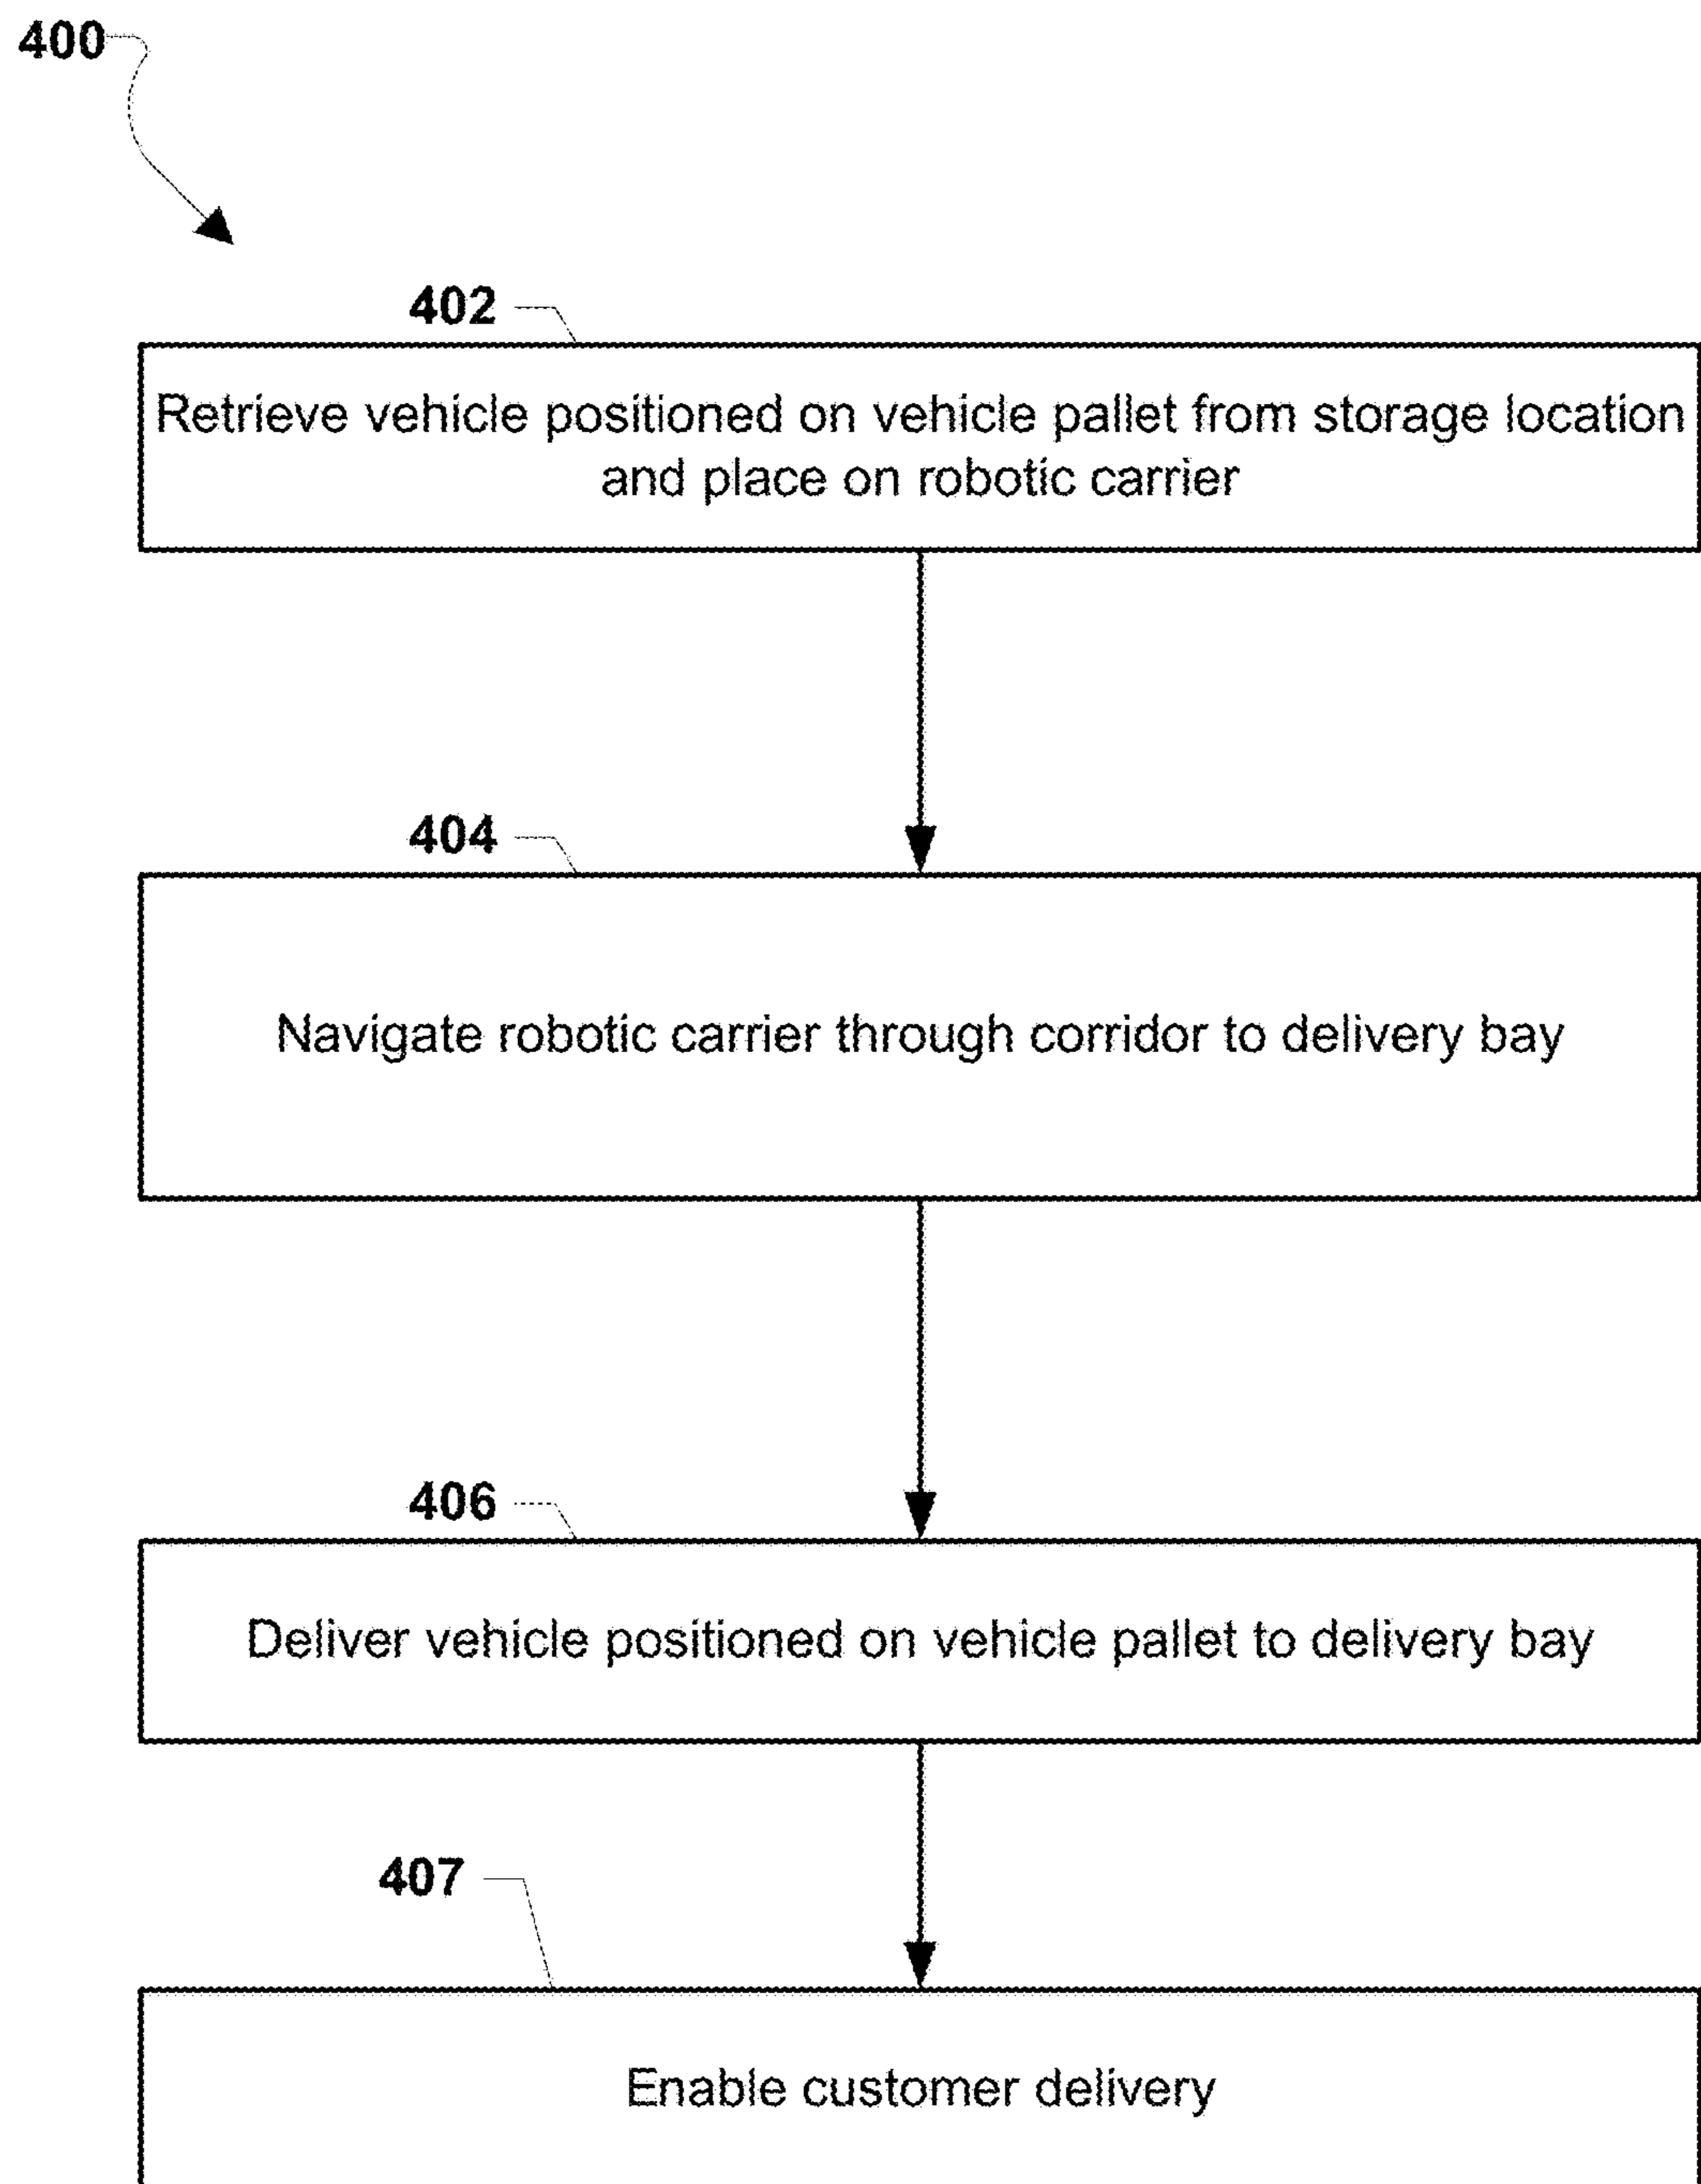 400
402
Retrieve vehicle positioned on vehicle pallet from storage location
and place on robotic carrier
404
Navigate robotic carrier through corridor to delivery bay
406
Deliver vehicle positioned on vehicle pallet to delivery bay
407
Enable customer delivery